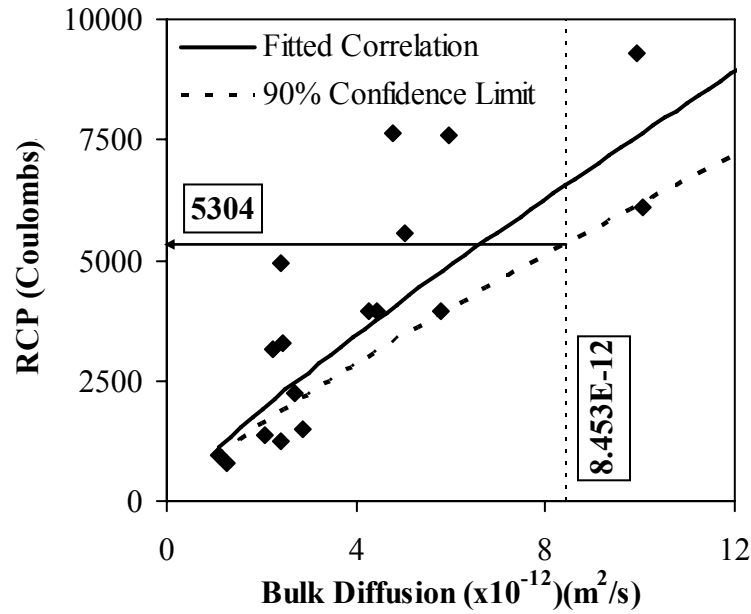 10000
7500
5000
2500
0
RCP (Coulombs)
Fitted Correlation
90% Confidence Limit
5304
8.453E-12
0
4
8
12
Bulk Diffusion (x10⁻¹²)(m²/s)